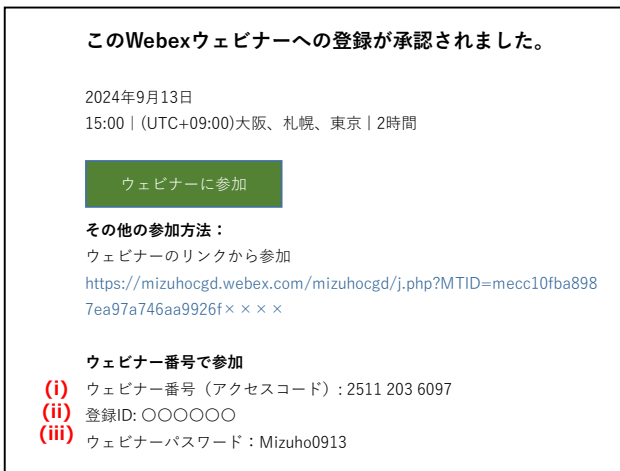 このWebexウェビナーへの登録が承認されました。
2024年9月13日
15:00 | (UTC+09:00)大阪、札幌、東京 | 2時間
ウェビナーに参加
その他の参加方法：
ウェビナーのリンクから参加
https://mizuhocgd.webex.com/mizuhocgd/j.php?MTID=mecc10fba898
7ea97a746aa9926f××××
ウェビナー番号で参加
(i) ウェビナー番号（アクセスコード）: 2511 203 6097
(ii) 登録ID: 〇〇〇〇〇〇
(iii) ウェビナーパスワード：Mizuho0913